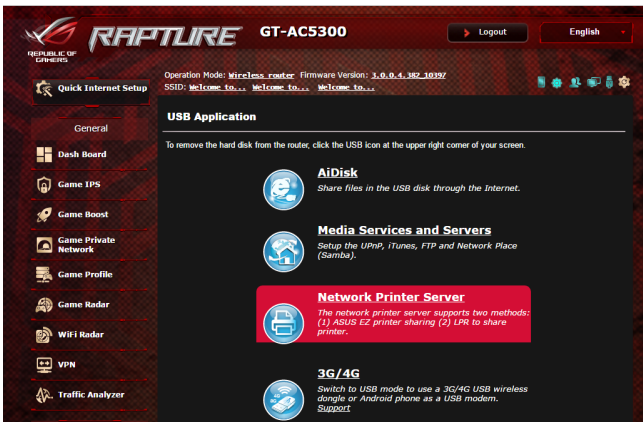 REPUBLIC OF
GAMERS
RAPTURE
GT-AC5300
Logout
English
Quick Internet Setup
Operation Mode: Wireless router Firmware Version: 3.0.0.4.382_10397
SSID: Welcome to... Welcome to... Welcome to...
General
Dash Board
Game IPS
Game Boost
Game Private
Network
Game Profile
Game Radar
WiFi Radar
VPN
Traffic Analyzer
USB Application
To remove the hard disk from the router, click the USB icon at the upper right corner of your screen.
AiDisk
Share files in the USB disk through the Internet.
Media Services and Servers
Setup the UPnP, iTunes, FTP and Network Place
(Samba).
Network Printer Server
The network printer server supports two methods:
(1) ASUS EZ printer sharing (2) LPR to share
printer.
3G/4G
Switch to USB mode to use a 3G/4G USB wireless
dongle or Android phone as a USB modem.
Support